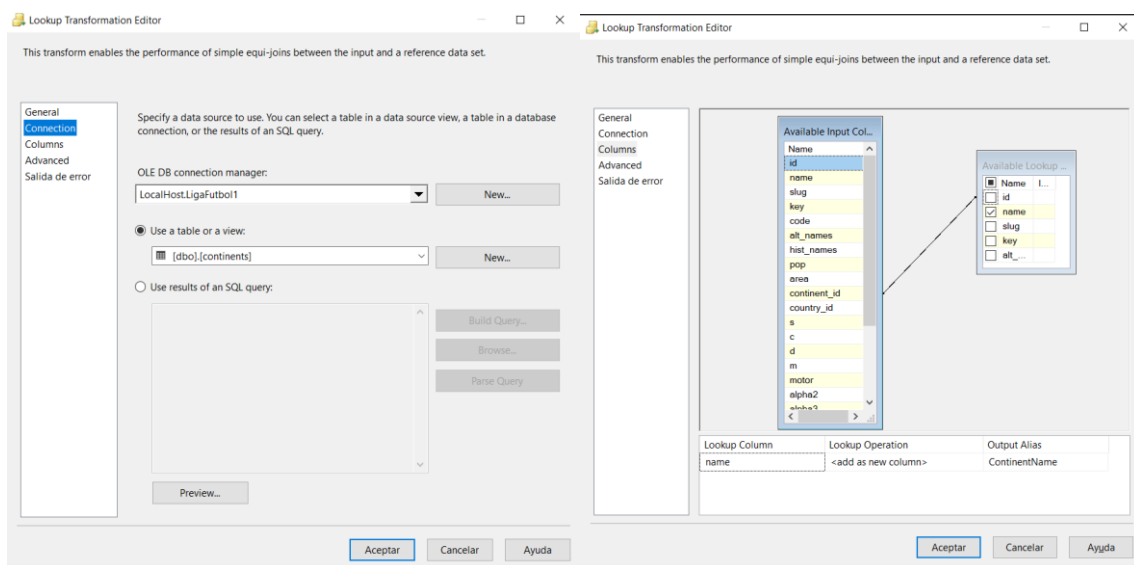 Lookup Transformation Editor
This transform enables the performance of simple equi-joins between the input and a reference data set.
General
Connection
Columns
Advanced
Salida de error
Specify a data source to use. You can select a table in a data source view, a table in a database
connection, or the results of an SQL query.
OLE DB connection manager:
LocalHost.LigaFutbol1
New...
Use a table or a view:
[dbo].[continents]
New...
Use results of an SQL query:
Build Query...
Browse...
Parse Query
Preview...
Aceptar
Cancelar
Ayuda
Lookup Transformation Editor
This transform enables the performance of simple equi-joins between the input and a reference data set.
General
Connection
Columns
Advanced
Salida de error
Available Input Col...
Name
id
name
slug
key
code
alt_names
hist_names
pop
area
continent_id
country_id
s
c
d
m
motor
alpha2
alpha3
Available Lookup ...
Name I...
id
name
slug
key
alt_...
Lookup Column Lookup Operation Output Alias
name <add as new column> ContinentName
Aceptar
Cancelar
Ayuda